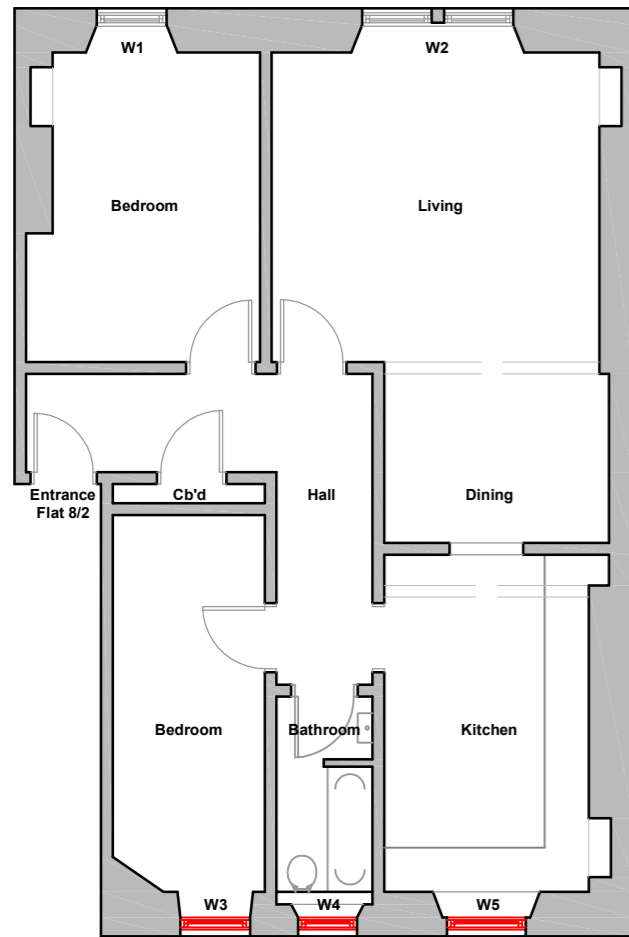 W1
W2
Bedroom
Living
Entrance
Flat 8/2
Cb'd
Hall
Dining
Bedroom
Bathroom
Kitchen
W3
W4
W5